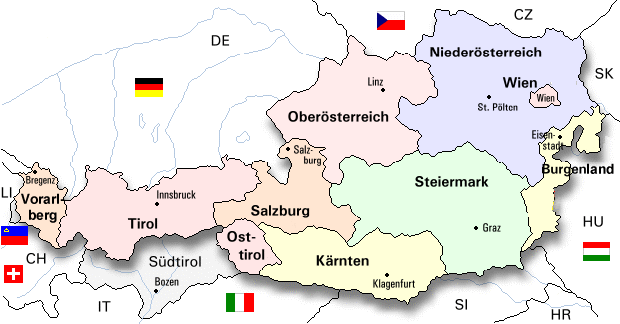 CZ
DE
Niederösterreich
SK
Linz
Wien
Wien
St. Pölten
Oberösterreich
Eisen-
stadt
Salz-
burg
Burgenland
Bregenz
Steiermark
LI
Innsbruck
Vorarl
berg
Salzburg
Tirol
HU
Graz
Ost-
tirol
CH
Südtirol
Kärnten
Bozen
Klagenfurt
IT
SI
HR